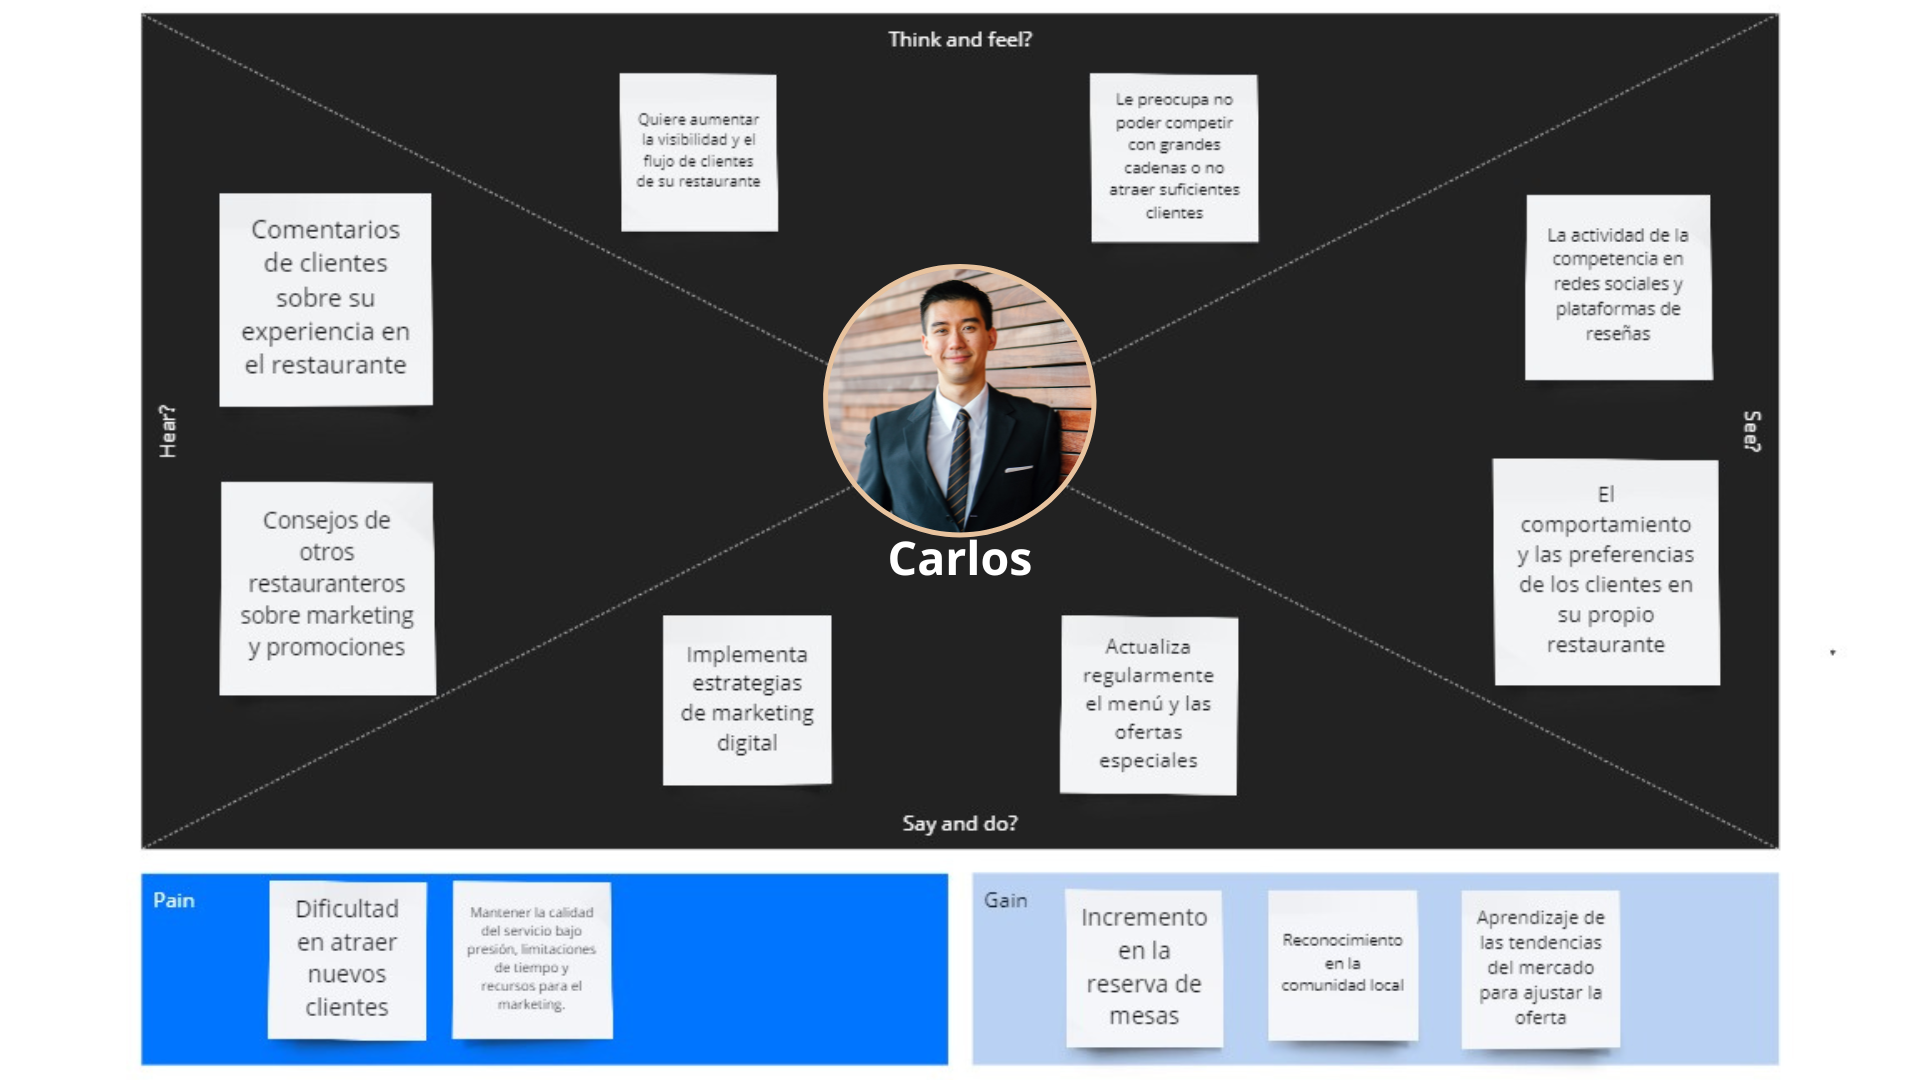 Think and feel?
Quiere aumentar
la visibilidad y el
flujo de clientes
de su restaurante
Le preocupa no
poder competir
con grandes
cadenas o no
atraer suficientes
clientes
Hear?
Comentarios
de clientes
sobre su
experiencia en
el restaurante
Consejos de
otros
restauranteros
sobre marketing
y promociones
Carlos
See?
La actividad de la
competencia en
redes sociales y
plataformas de
reseñas
El
comportamiento
y las preferencias
de los clientes en
su propio
restaurante
Implementa
estrategias
de marketing
digital
Actualiza
regularmente
el menú y las
ofertas
especiales
Say and do?
Pain
Dificultad
en atraer
nuevos
clientes
Mantener la calidad
del servicio bajo
presión, limitaciones
de tiempo y
recursos para el
marketing.
Gain
Incremento
en la
reserva de
mesas
Reconocimiento
en la
comunidad local
Aprendizaje de
las tendencias
del mercado
para ajustar la
oferta